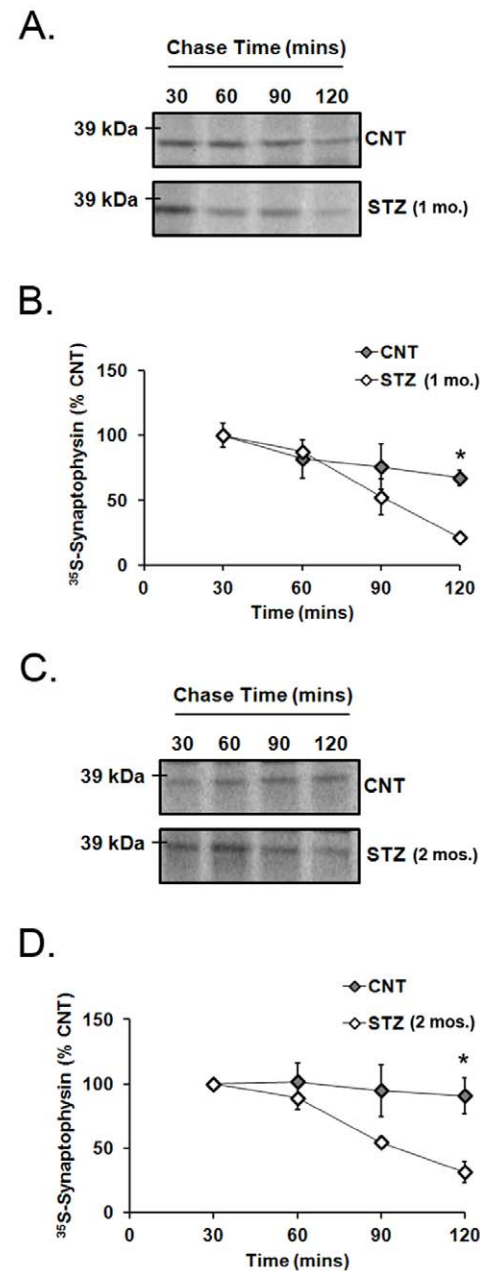 A.
Chase Time (mins)
30 60 90 120
39 kDa
CNT
39 kDa
STZ (1 mo.)
B.
CNT
STZ (1 mo.)
150
100
50
0
³⁵S-Synaptophysin (% CNT)
*
0 30 60 90 120
Time (mins)
C.
Chase Time (mins)
30 60 90 120
39 kDa
CNT
39 kDa
STZ (2 mos.)
D.
CNT
STZ (2 mos.)
150
100
50
0
³⁵S-Synaptophysin (% CNT)
*
0 30 60 90 120
Time (mins)